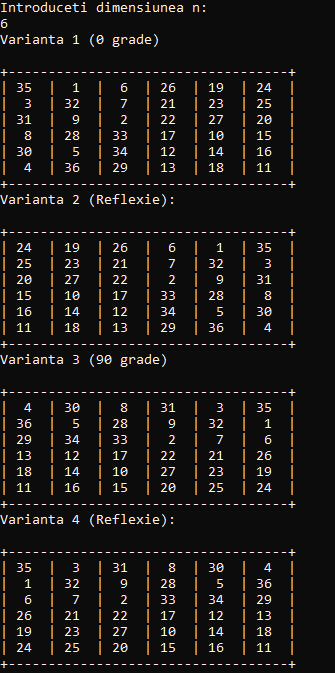 Introduceti dimensiunea n:
6
Varianta 1 (0 grade)
+-----------------------------------+
| 35 | 1 | 6 | 26 | 19 | 24 |
| 3 | 32 | 7 | 21 | 23 | 25 |
| 31 | 9 | 2 | 22 | 27 | 20 |
| 8 | 28 | 33 | 17 | 10 | 15 |
| 30 | 5 | 34 | 12 | 14 | 16 |
| 4 | 36 | 29 | 13 | 18 | 11 |
+-----------------------------------+
Varianta 2 (Reflexie):
+-----------------------------------+
| 24 | 19 | 26 | 6 | 1 | 35 |
| 25 | 23 | 21 | 7 | 32 | 3 |
| 20 | 27 | 22 | 2 | 9 | 31 |
| 15 | 10 | 17 | 33 | 28 | 8 |
| 16 | 14 | 12 | 34 | 5 | 30 |
| 11 | 18 | 13 | 29 | 36 | 4 |
+-----------------------------------+
Varianta 3 (90 grade)
+-----------------------------------+
| 4 | 30 | 8 | 31 | 3 | 35 |
| 36 | 5 | 28 | 9 | 32 | 1 |
| 29 | 34 | 33 | 2 | 7 | 6 |
| 13 | 12 | 17 | 22 | 21 | 26 |
| 18 | 14 | 10 | 27 | 23 | 19 |
| 11 | 16 | 15 | 20 | 25 | 24 |
+-----------------------------------+
Varianta 4 (Reflexie):
+-----------------------------------+
| 35 | 3 | 31 | 8 | 30 | 4 |
| 1 | 32 | 9 | 28 | 5 | 36 |
| 6 | 7 | 2 | 33 | 34 | 29 |
| 26 | 21 | 22 | 17 | 12 | 13 |
| 19 | 23 | 27 | 10 | 14 | 18 |
| 24 | 25 | 20 | 15 | 16 | 11 |
+-----------------------------------+